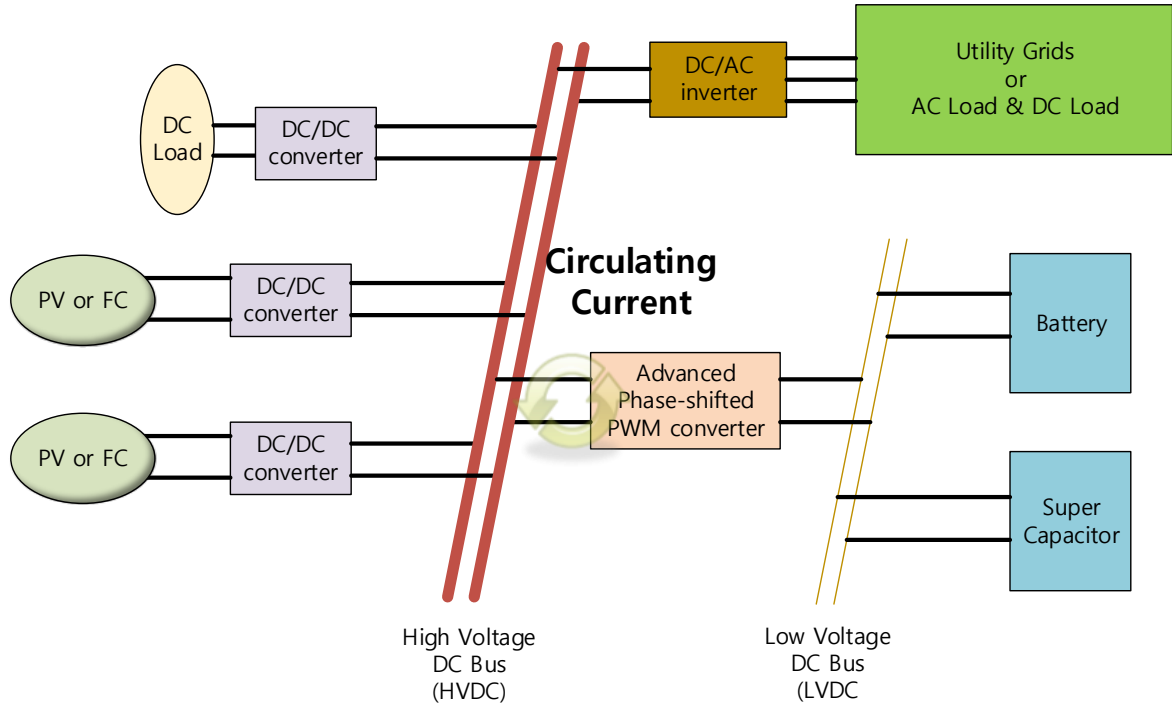 DC/AC
inverter
Utility Grids
or
AC Load & DC Load
DC
Load
DC/DC
converter
PV or FC
DC/DC
converter
Circulating
Current
Battery
Advanced
Phase-shifted
PWM converter
PV or FC
DC/DC
converter
Super
Capacitor
High Voltage
DC Bus
(HVDC)
Low Voltage
DC Bus
(LVDC